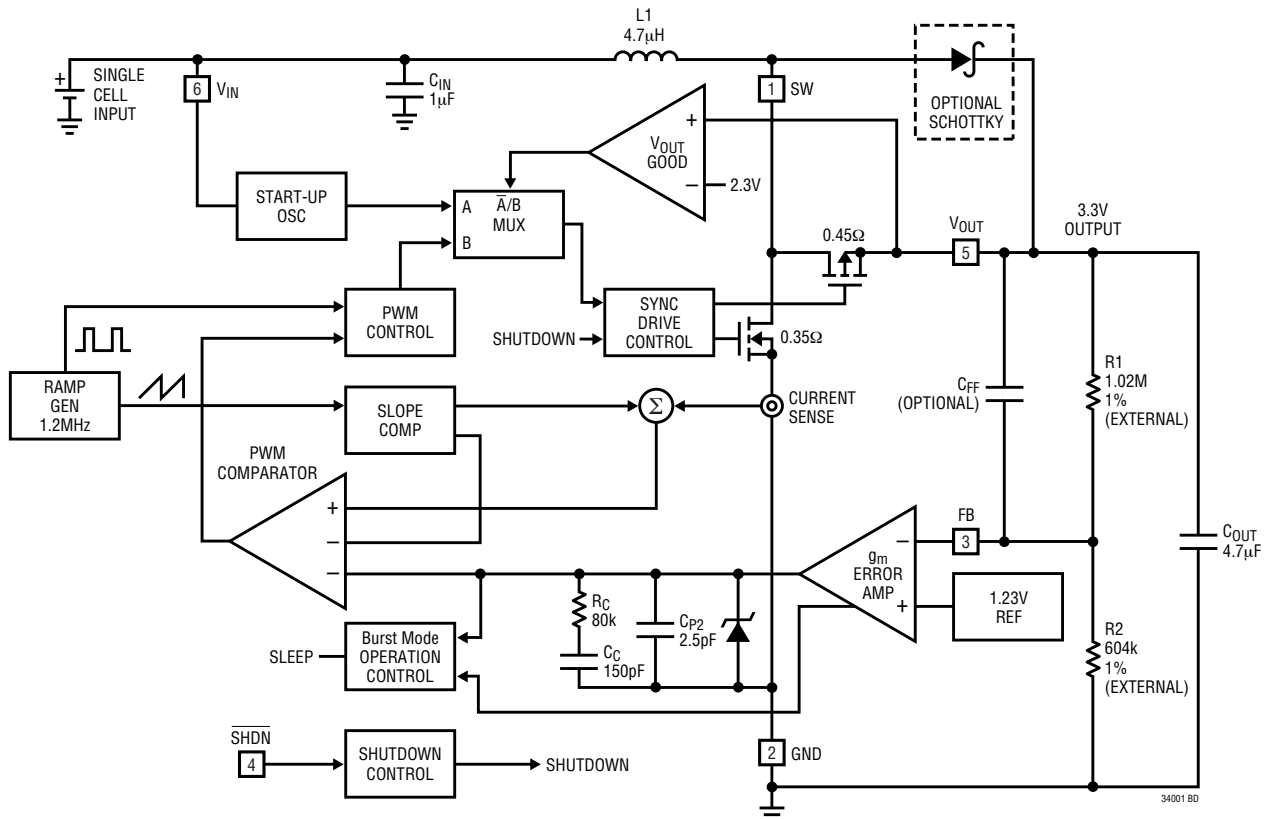 L1
4.7µH
+
SINGLE
CELL
INPUT
6
VIN
CIN
1µF
1
SW
OPTIONAL
SCHOTTKY
VOUT
GOOD
+
–
2.3V
START-UP
OSC
A
B
A̅/B
MUX
0.45Ω
VOUT
5
3.3V
OUTPUT
PWM
CONTROL
SHUTDOWN
SYNC
DRIVE
CONTROL
0.35Ω
RAMP
GEN
1.2MHz
SLOPE
COMP
Σ
CURRENT
SENSE
CFF
(OPTIONAL)
R1
1.02M
1%
(EXTERNAL)
PWM
COMPARATOR
+
–
–
FB
3
gm
ERROR
AMP
–
+
1.23V
REF
COUT
4.7µF
RC
80k
CC
150pF
CP2
2.5pF
R2
604k
1%
(EXTERNAL)
SLEEP
Burst Mode
OPERATION
CONTROL
S̅H̅D̅N̅
4
SHUTDOWN
CONTROL
SHUTDOWN
2
GND
34001 BD